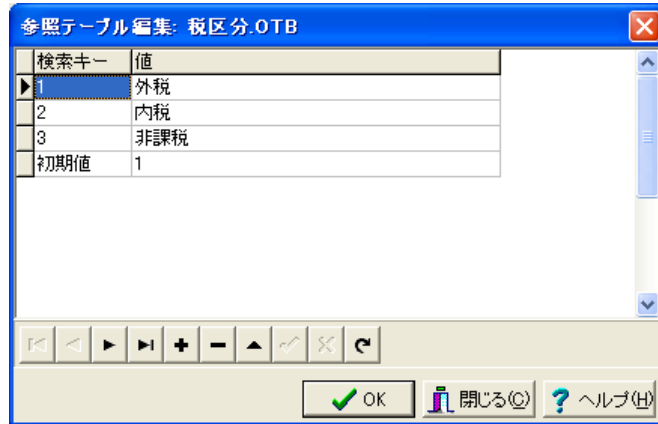 参照テーブル編集: 税区分.OTB
検索キー 値
1 外税
2 内税
3 非課税
初期値 1
OK 閉じる(C) ヘルプ(H)